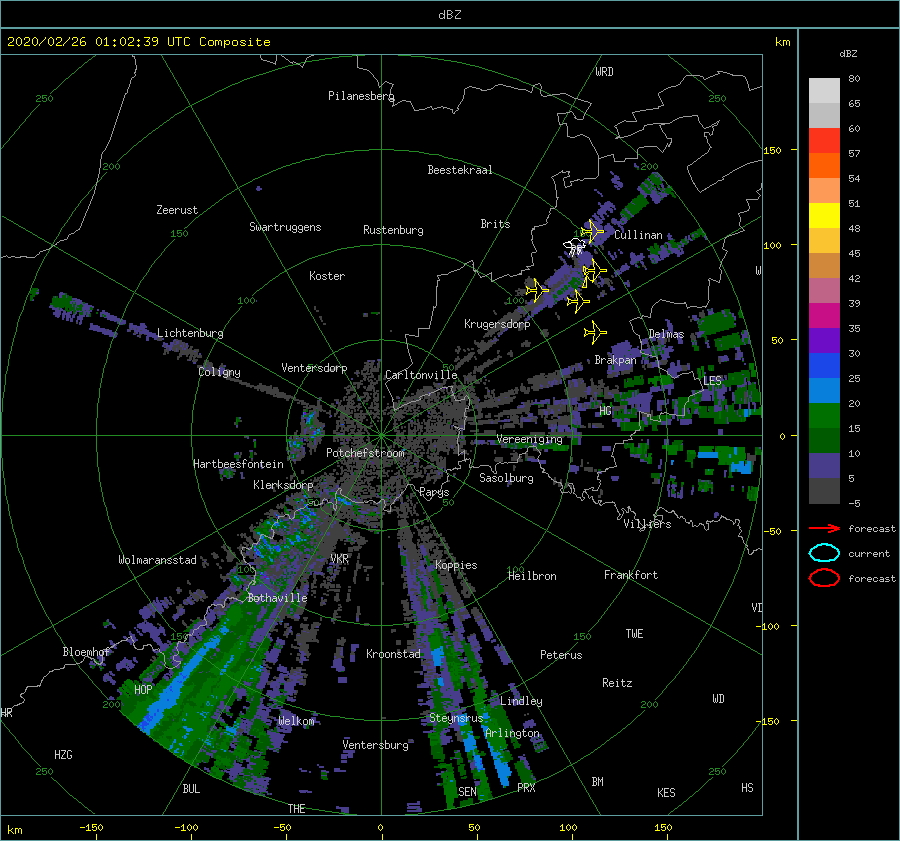 dBZ
2020/02/26 01:02:39 UTC Composite
km
dBZ
WRD
250
250
Pilanesberg
80
65
60
57
54
51
48
45
42
39
35
30
25
20
15
10
5
-5
150
200
200
Beestekraal
Zeerust
Swartruggens
Rustenburg
Brits
150
Cullinan
100
Koster
W
100
100
Lichtenburg
Krugersdorp
Delmas
50
Ventersdorp
Coligny
Carltonville
Brakpan
50
LES
HG
0
Vereeniging
Potchefstroom
Hartbeesfontein
Klerksdorp
Sasolburg
Parys
50
50
Villiers
forecast
-50
current
Wolmaransstad
VKR
Koppies
100
100
Heilbron
Frankfort
forecast
Bothaville
VD
-100
150
150
TWE
Bloemhof
Kroonstad
Peterus
HOP
Reitz
WD
200
200
Lindley
HR
Welkom
Steynsrus
-150
Arlington
Ventersburg
HZG
250
250
BUL
SEN
PRX
BM
KES
HS
THE
km
-150
-100
-50
0
50
100
150